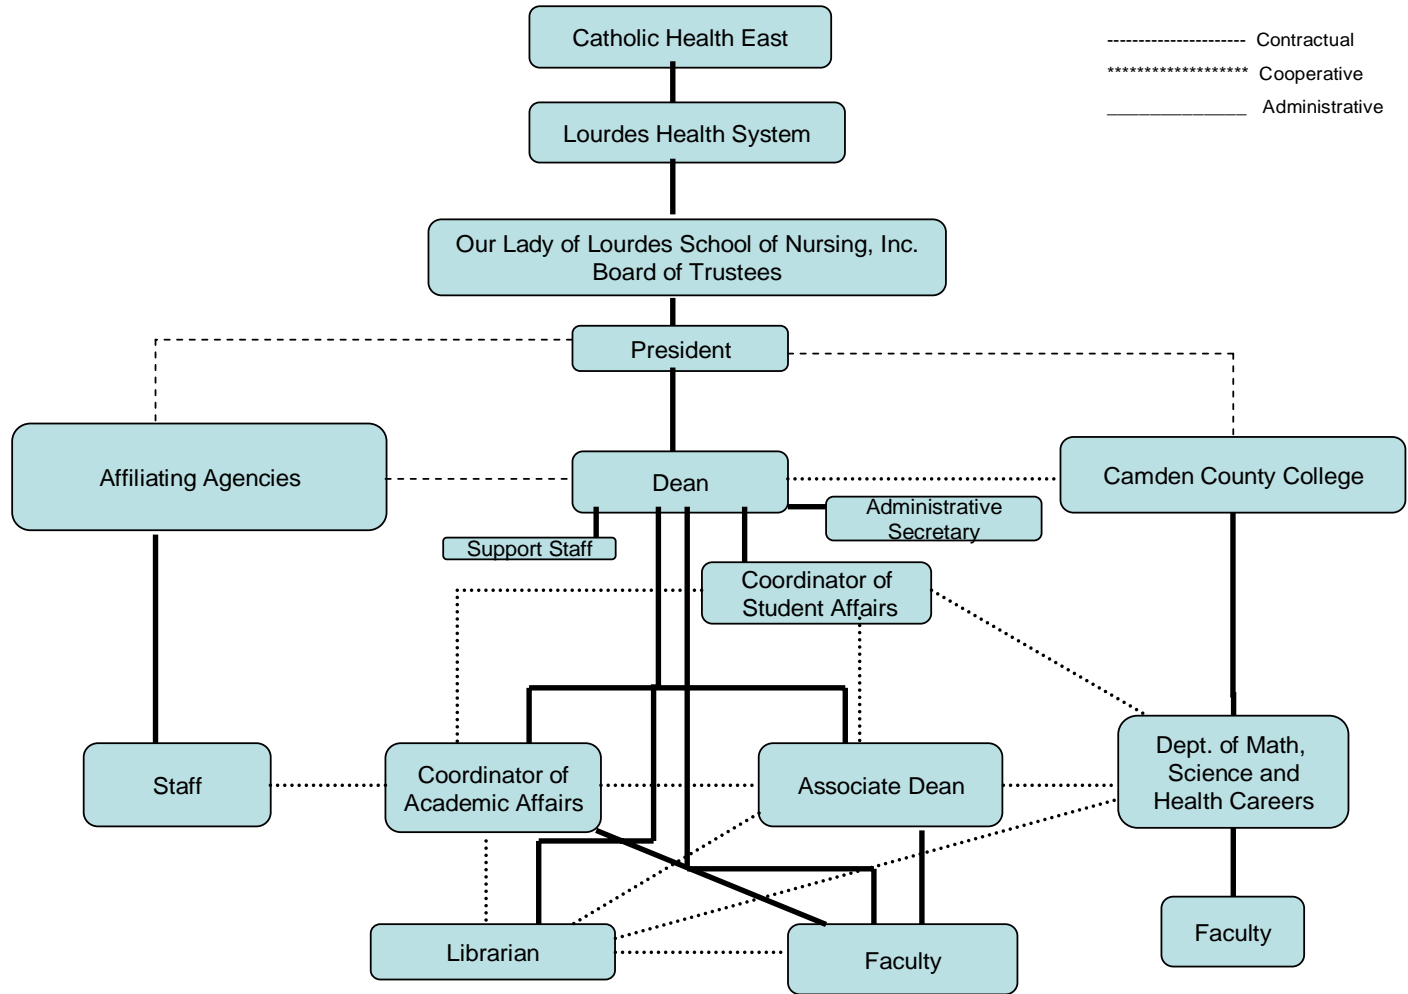 Catholic Health East
---------------------- Contractual
******************* Cooperative
_____________ Administrative
Lourdes Health System
Our Lady of Lourdes School of Nursing, Inc.
Board of Trustees
President
Affiliating Agencies
Dean
Camden County College
Administrative
Secretary
Support Staff
Coordinator of
Student Affairs
Staff
Coordinator of
Academic Affairs
Associate Dean
Dept. of Math,
Science and
Health Careers
Librarian
Faculty
Faculty